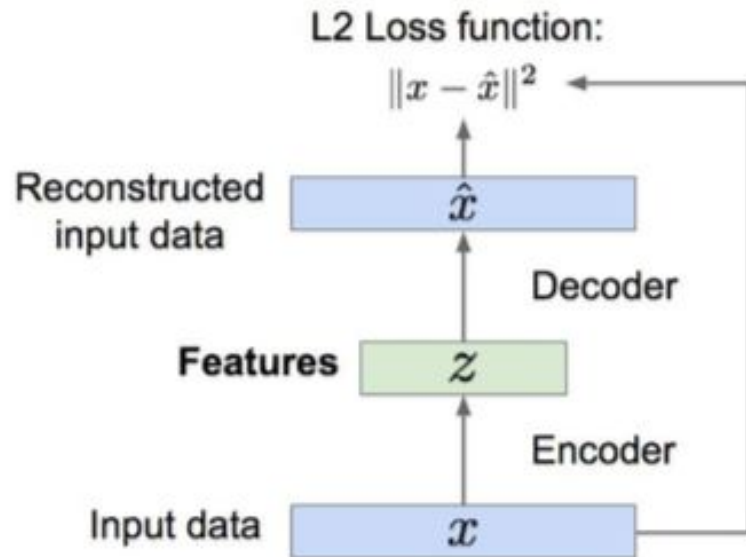 L2 Loss function:
‖x − x̂‖²
Reconstructed
input data
x̂
Decoder
Features
z
Encoder
Input data
x